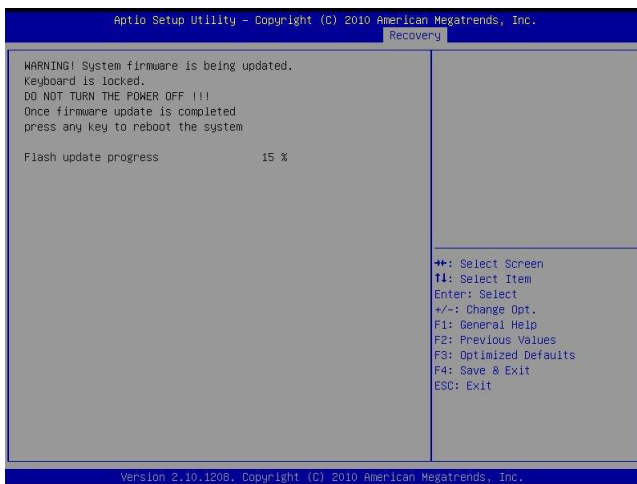 Aptio Setup Utility – Copyright (C) 2010 American Megatrends, Inc.
Recovery
WARNING! System firmware is being updated.
Keyboard is locked.
DO NOT TURN THE POWER OFF !!!
Once firmware update is completed
press any key to reboot the system
Flash update progress 15 %
→←: Select Screen
↑↓: Select Item
Enter: Select
+/-: Change Opt.
F1: General Help
F2: Previous Values
F3: Optimized Defaults
F4: Save & Exit
ESC: Exit
Version 2.10.1208. Copyright (C) 2010 American Megatrends, Inc.